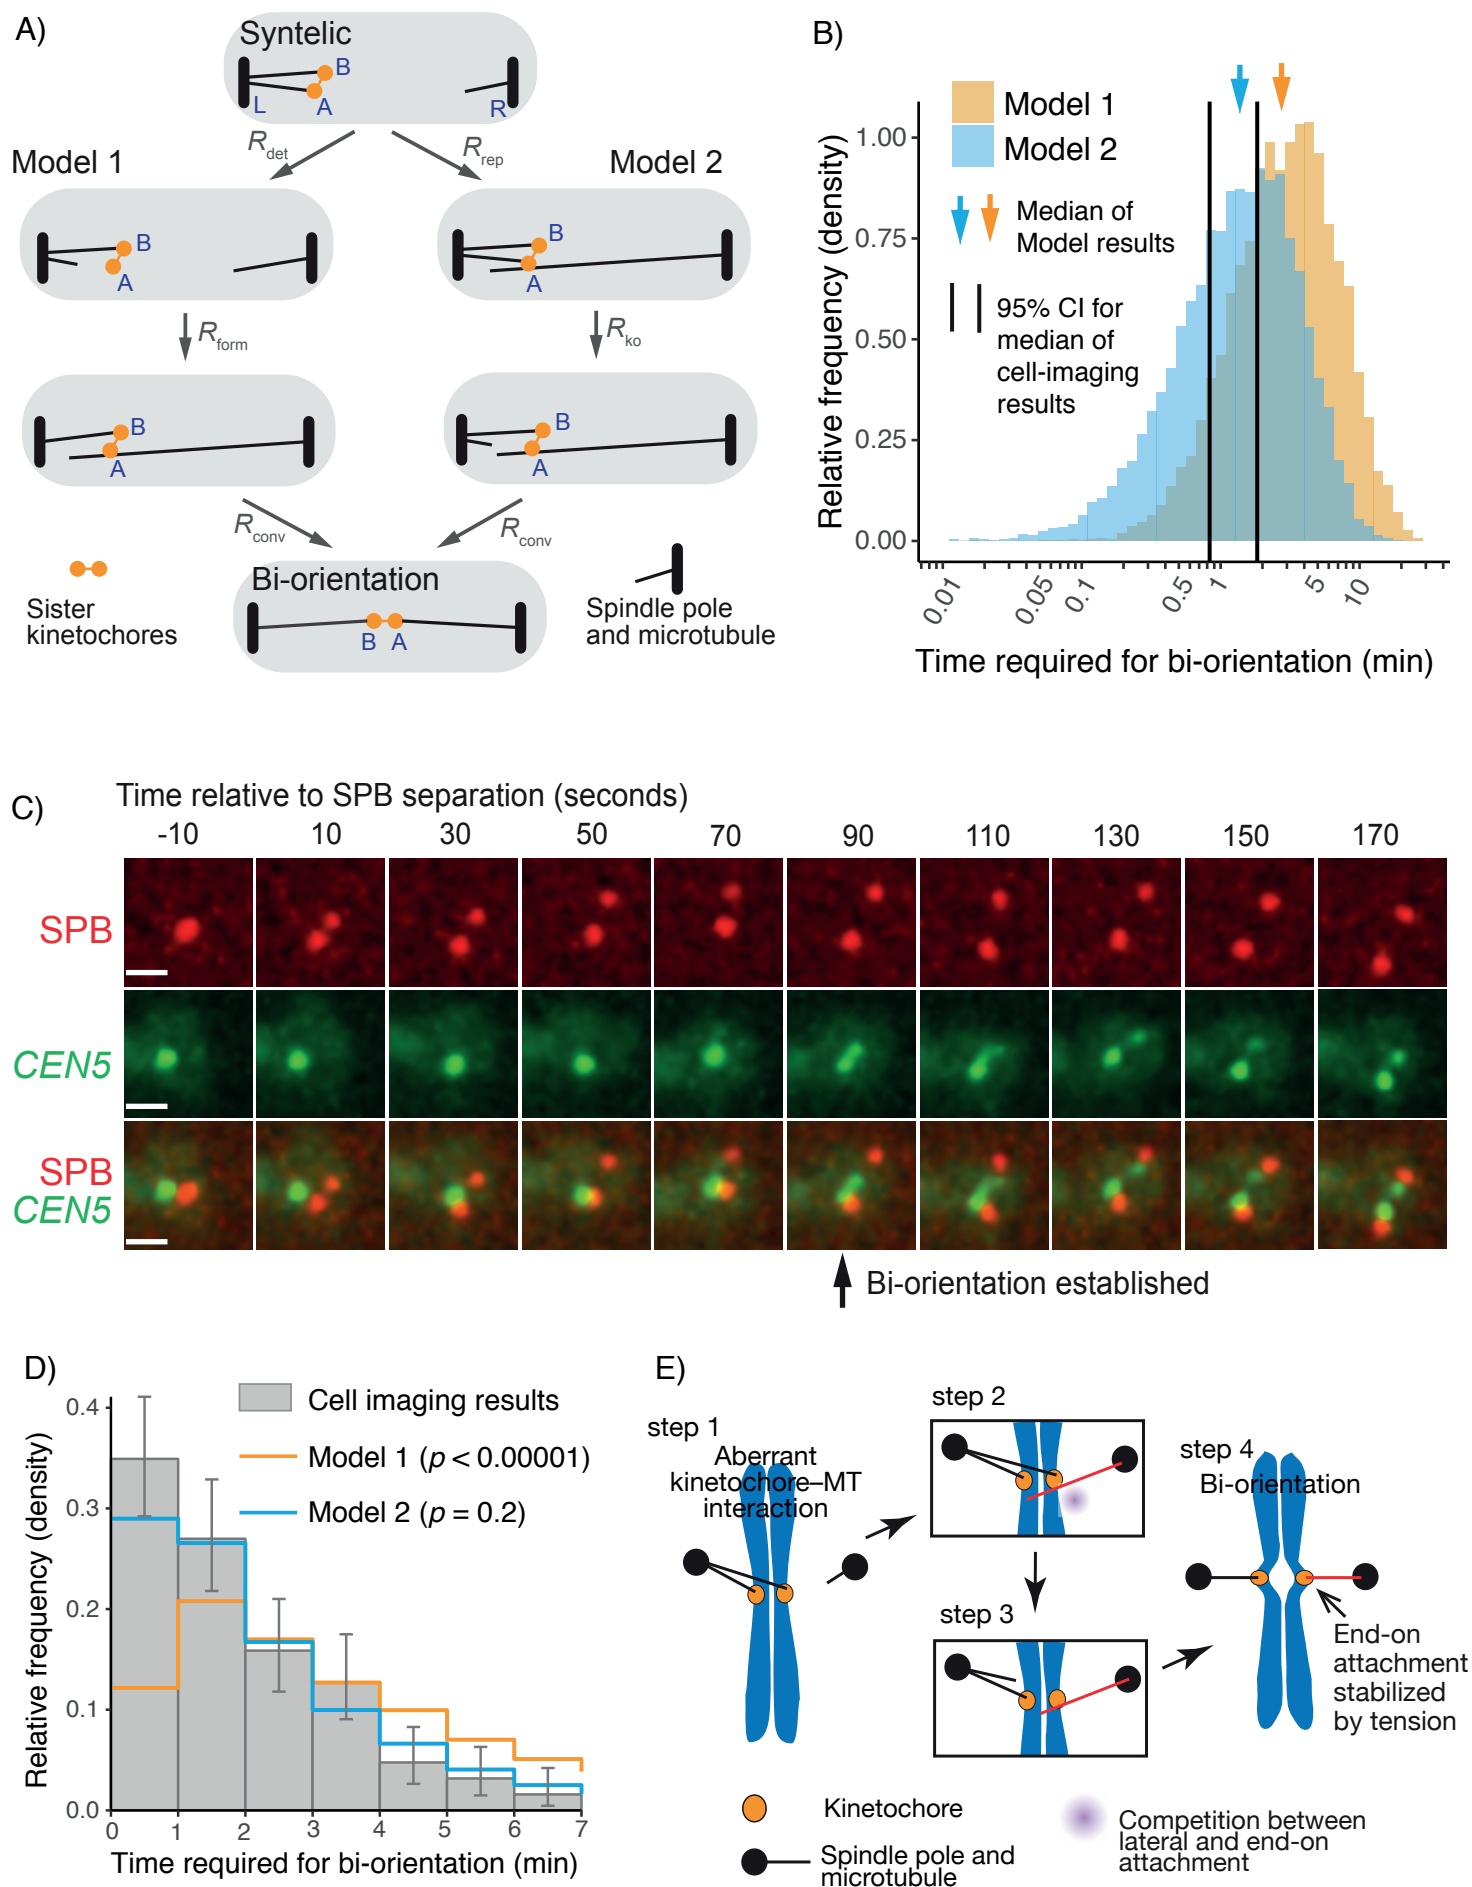 A)
Syntelic
B
L
A
R
R det
R rep
Model 1
Model 2
B
A
B
A
R form
R ko
B
A
B
A
R conv
R conv
Bi-orientation
B A
Sister
kinetochores
Spindle pole
and microtubule
B)
Model 1
Model 2
Median of
Model results
95% CI for
median of
cell-imaging
results
Relative frequency (density)
1.00
0.75
0.50
0.25
0.00
0.01
0.05
0.1
0.5
1
5
10
Time required for bi-orientation (min)
C)
Time relative to SPB separation (seconds)
-10 10 30 50 70 90 110 130 150 170
SPB
CEN5
SPB
CEN5
Bi-orientation established
D)
Cell imaging results
Model 1 (p < 0.00001)
Model 2 (p = 0.2)
Relative frequency (density)
0.4
0.3
0.2
0.1
0.0
0 1 2 3 4 5 6 7
Time required for bi-orientation (min)
E)
step 1
Aberrant
kinetochore–MT
interaction
step 2
step 3
step 4
Bi-orientation
End-on
attachment
stabilized
by tension
Kinetochore
Spindle pole and
microtubule
Competition between
lateral and end-on
attachment